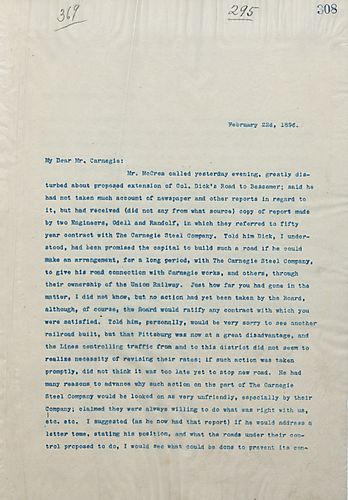 369
295
308
February 22d, 1896.
My Dear Mr. Carnegie:
Mr. McCrea called yesterday evening, greatly dis-
turbed about proposed extension of Col. Dick's Road to Bessemer; said he
had not taken much account of newspaper and other reports in regard to
it, but had received (did not say from what source) copy of report made
by two Engineers, Odell and Randolf, in which they referred to fifty
year contract with The Carnegie Steel Company. Told him Dick, I under-
stood, had been promised the capital to build such a road if he could
make an arrangement, for a long period, with The Carnegie Steel Company,
to give his road connection with Carnegie works, and others, through
their ownership of the Union Railway. Just how far you had gone in the
matter, I did not know, but no action had yet been taken by the Board,
although, of course, the Board would ratify any contract with which you
were satisfied. Told him, personally, would be very sorry to see another
railroad built, but that Pittsburg was now at a great disadvantage, and
the Lines controlling traffic from and to this district did not seem to
realize necessity of revising their rates; if such action was taken
promptly, did not think it was too late yet to stop new road. He had
many reasons to advance why such action on the part of The Carnegie
Steel Company would be looked on as very unfriendly, especially by their
Company; claimed they were always willing to do what was right with us,
etc. etc. I suggested (as he now had that report) if he would address a
letter tome, stating his position, and what the roads under their con-
trol proposed to do, I would see what could be done to prevent its con-